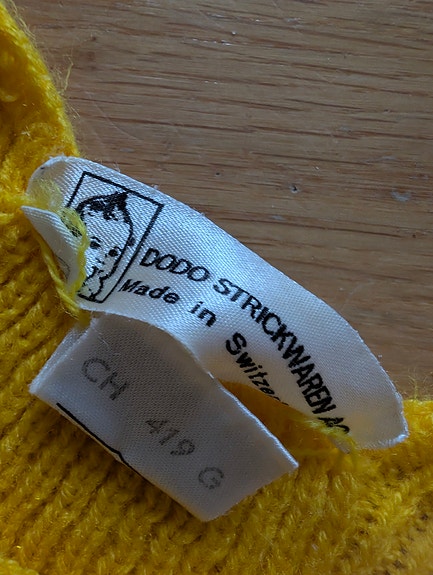 DODO STRICKWAREN AG
Made in
CH 419 G